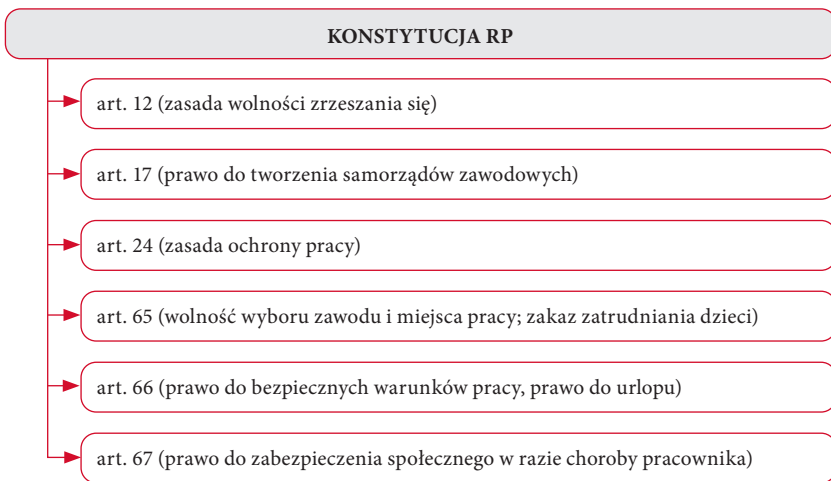 KONSTYTUCJA RP
art. 12 (zasada wolności zrzeszania się)
art. 17 (prawo do tworzenia samorządów zawodowych)
art. 24 (zasada ochrony pracy)
art. 65 (wolność wyboru zawodu i miejsca pracy; zakaz zatrudniania dzieci)
art. 66 (prawo do bezpiecznych warunków pracy, prawo do urlopu)
art. 67 (prawo do zabezpieczenia społecznego w razie choroby pracownika)